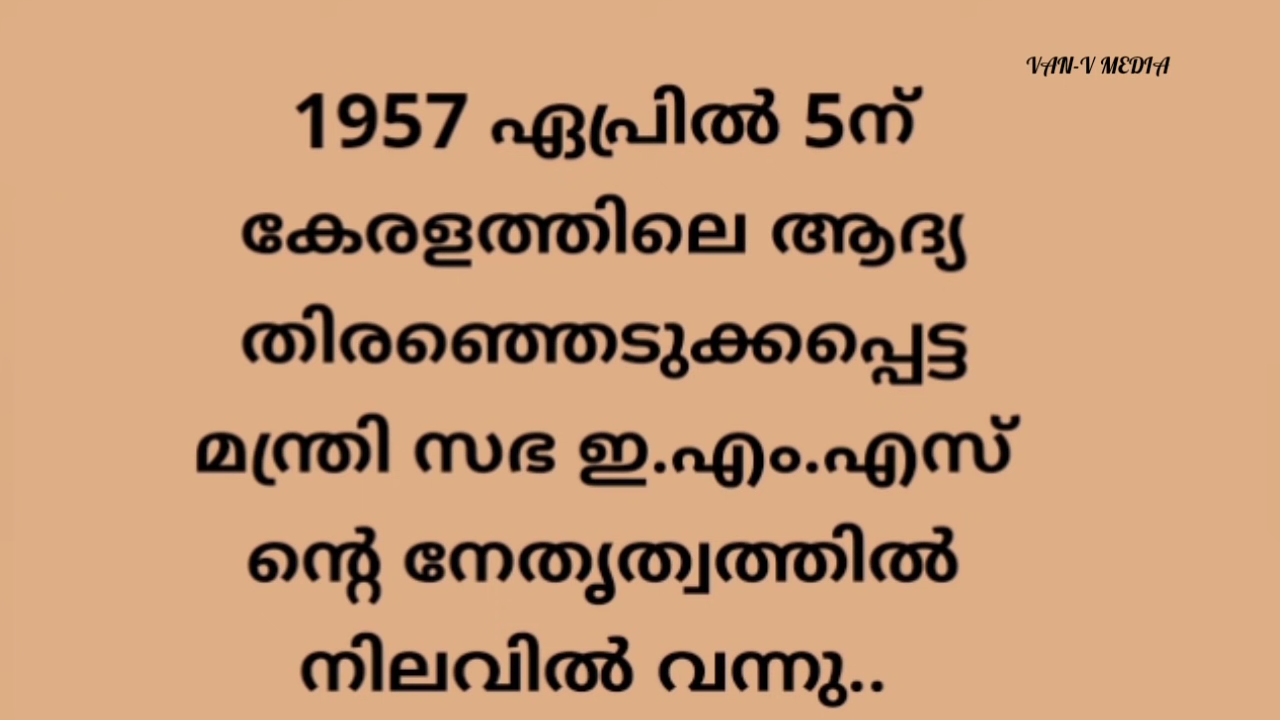 VAN-V MEDIA
1957 ഏപ്രിൽ 5ന്
കേരളത്തിലെ ആദ്യ
തിരഞ്ഞെടുക്കപ്പെട്ട
മന്ത്രി സഭ ഇ.എം.എസ്
ന്റെ നേതൃത്വത്തിൽ
നിലവിൽ വന്നു..